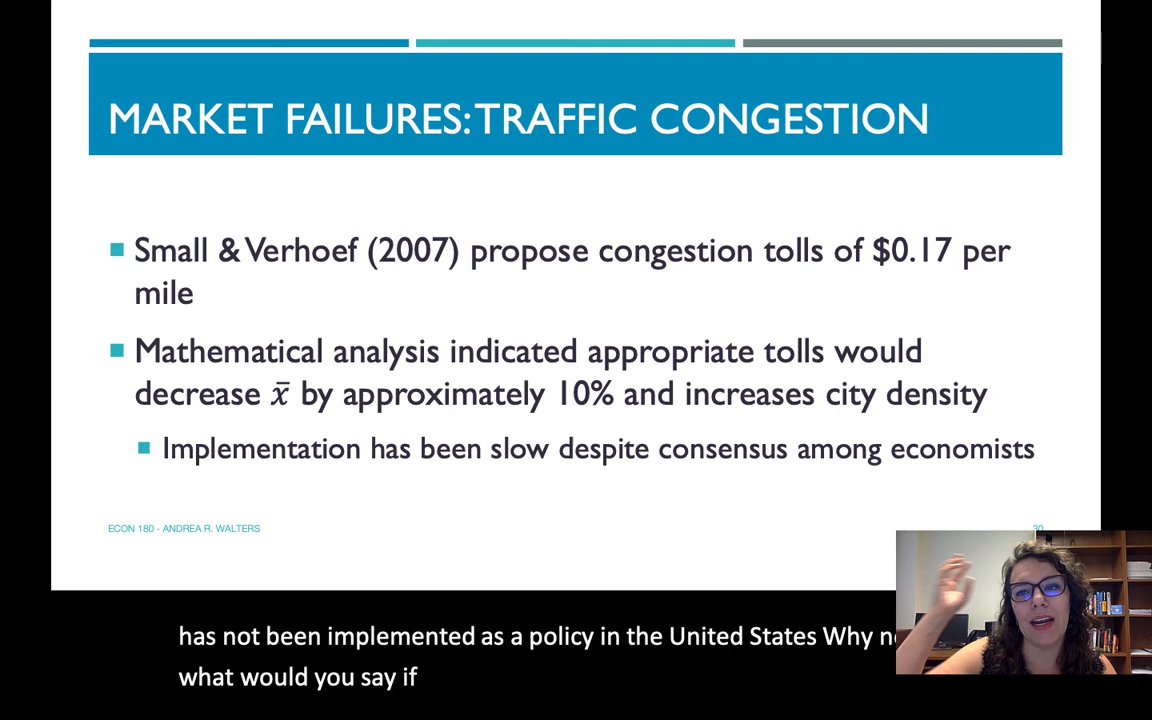 MARKET FAILURES: TRAFFIC CONGESTION
Small & Verhoef (2007) propose congestion tolls of $0.17 per
mile
Mathematical analysis indicated appropriate tolls would
decrease x̄ by approximately 10% and increases city density
Implementation has been slow despite consensus among economists
ECON 180 - ANDREA R. WALTERS
has not been implemented as a policy in the United States Why
what would you say if